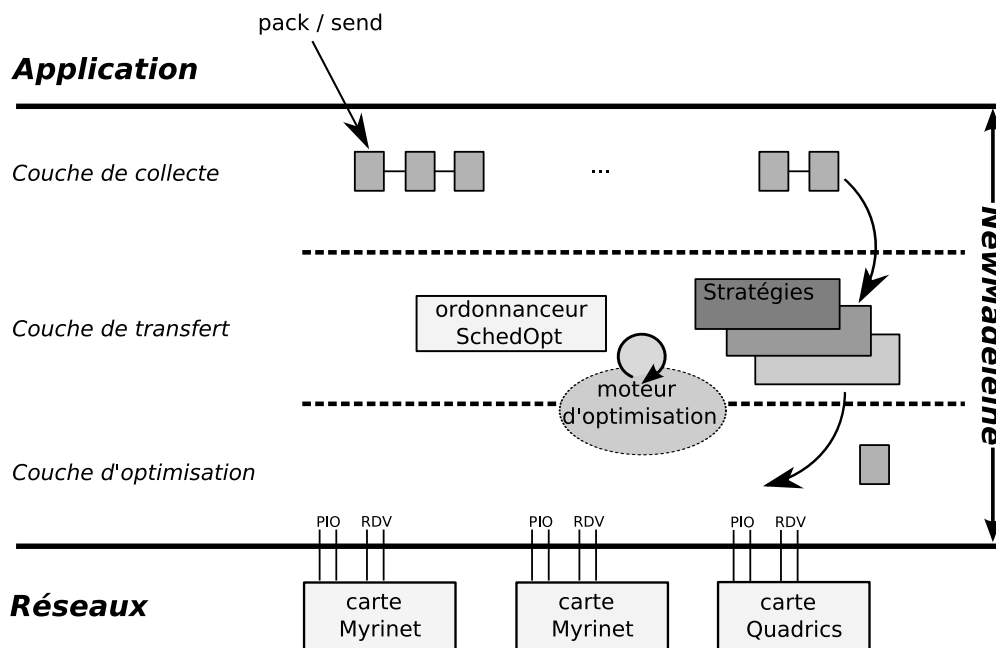 pack / send
Application
Couche de collecte
...
NewMadeleine
Stratégies
ordonnanceur
SchedOpt
Couche de transfert
moteur
d'optimisation
Couche d'optimisation
PIO RDV
PIO RDV
PIO RDV
Réseaux
carte
Myrinet
carte
Myrinet
carte
Quadrics